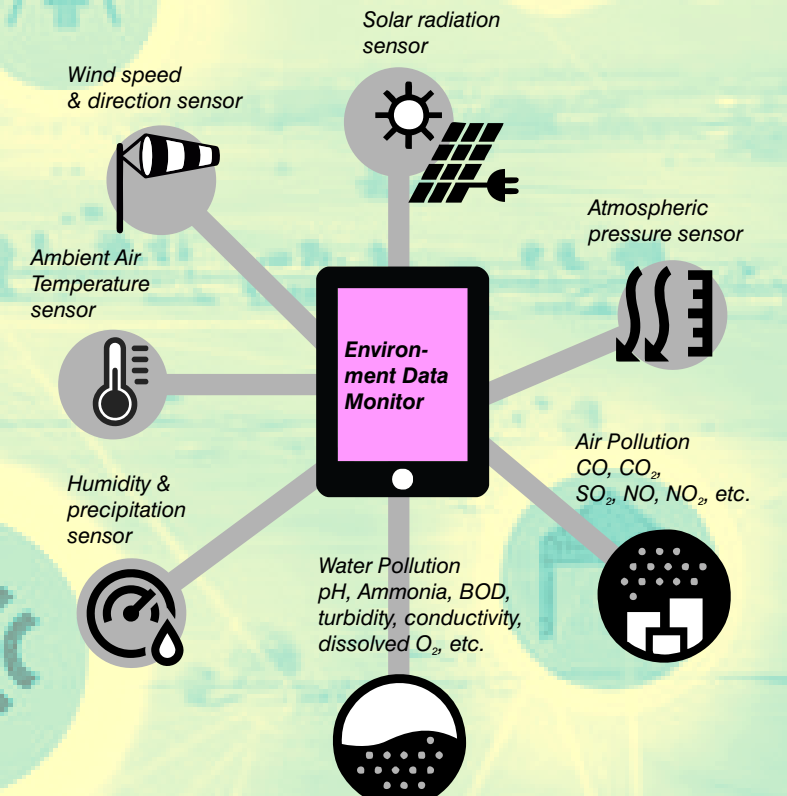 Solar radiation
sensor
Wind speed
& direction sensor
Atmospheric
pressure sensor
Ambient Air
Temperature
sensor
Environ-
ment Data
Monitor
Air Pollution
CO, CO₂,
SO₂, NO, NO₂, etc.
Humidity &
precipitation
sensor
Water Pollution
pH, Ammonia, BOD,
turbidity, conductivity,
dissolved O₂, etc.